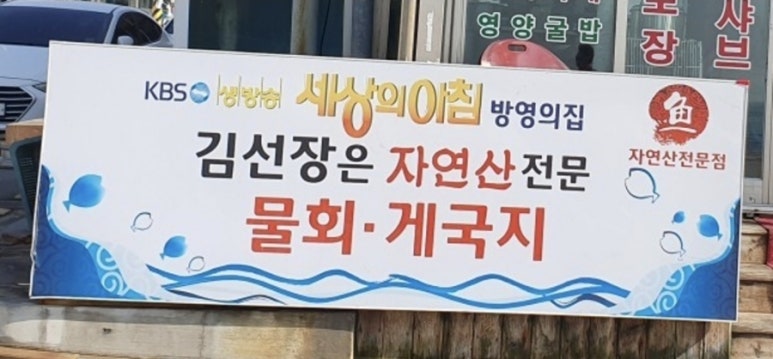 영양굴밥
장
샤브
KBS 생방송 세상의아침 방영의집
김선장은 자연산 전문
물회·게국지
魚
자연산전문점